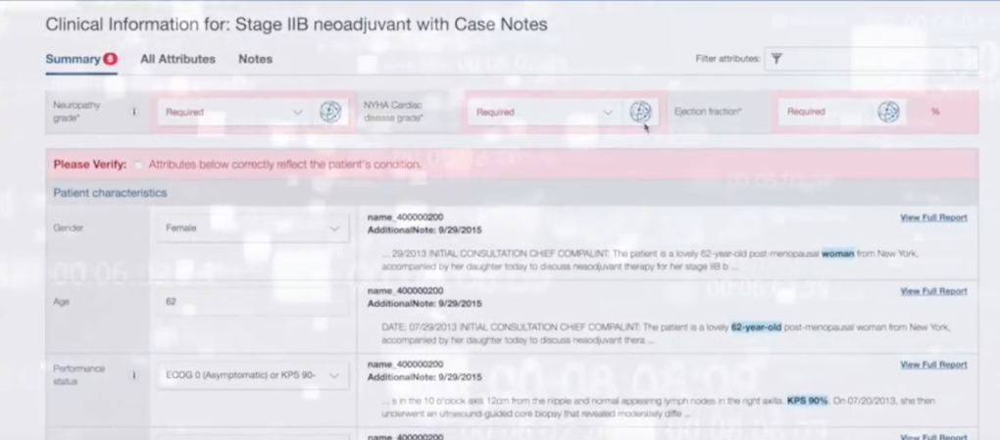 Clinical Information for: Stage IIB neoadjuvant with Case Notes
Summary
All Attributes
Notes
Filter attributes:
Neuropathy grade*
i
Required
NYHA Cardiac disease grade*
Required
Ejection fraction*
Required
%
Please Verify: Attributes below correctly reflect the patient's condition.
Patient characteristics
Gender
Female
name_400000200
View Full Report
AdditionalNote: 9/29/2015
... 29/2013 INITIAL CONSULTATION CHIEF COMPALINT: The patient is a lovely 62-year-old post-menopausal woman from New York,
accompanied by her daughter today to discuss neoadjuvant therapy for her stage IIB b ...
Age
62
name_400000200
View Full Report
AdditionalNote: 9/29/2015
DATE: 07/29/2013 INITIAL CONSULTATION CHIEF COMPALINT: The patient is a lovely 62-year-old post-menopausal woman from New York,
accompanied by her daughter today to discuss neoadjuvant thera ...
Performance status
i
ECOG 0 (Asymptomatic) or KPS 90-
name_400000200
View Full Report
AdditionalNote: 9/29/2015
... s in the 10 o'clock axis 12cm from the nipple and normal appearing lymph nodes in the right axilla. KPS 90%. On 07/20/2013, she then
underwent an ultrasound-guided core biopsy that revealed moderately diffe ...
name_400000200
View Full Report